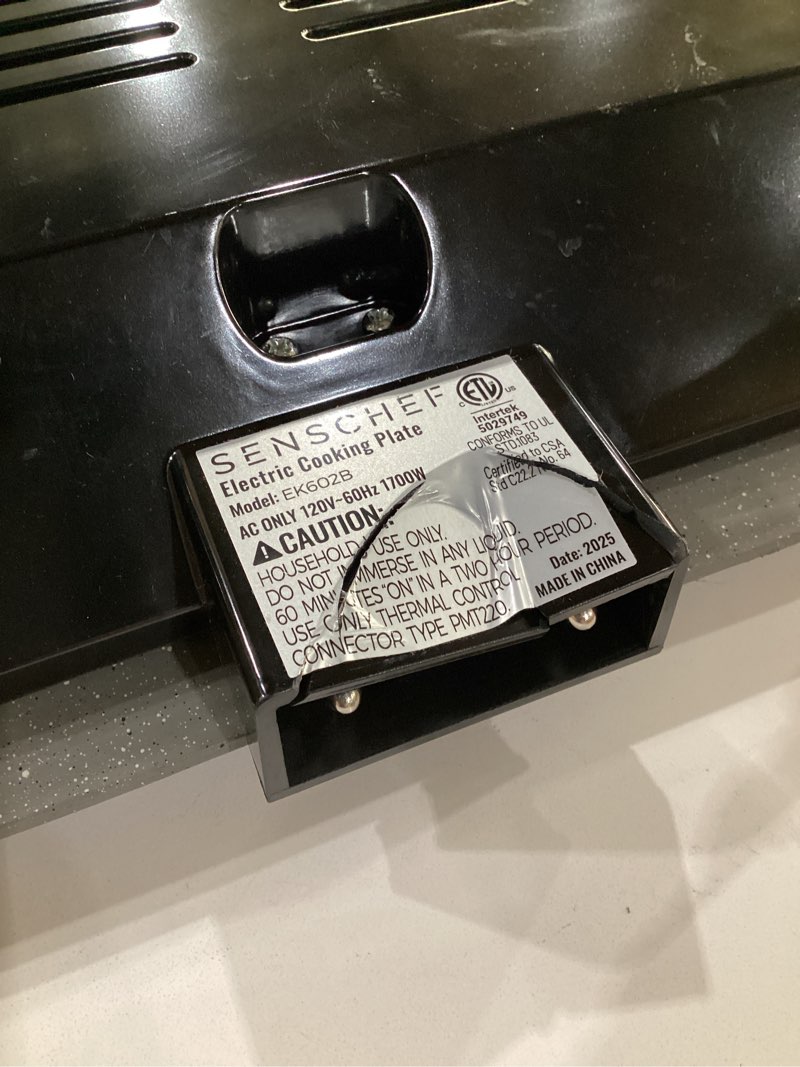 SENSCHEF
Electric Cooking Plate
Model: EK602B
AC ONLY 120V~60Hz 1700W
ETL
C US
Intertek
5029749
CONFORMS TO UL
STD.1083
Certified to CSA
Std C22.2 No. 64
CAUTION:
HOUSEHOLD USE ONLY.
DO NOT IMMERSE IN ANY LIQUID.
60 MINUTES "ON" IN A TWO HOUR PERIOD.
USE ONLY THERMAL CONTROL
CONNECTOR TYPE PMT220.
Date: 2025
MADE IN CHINA